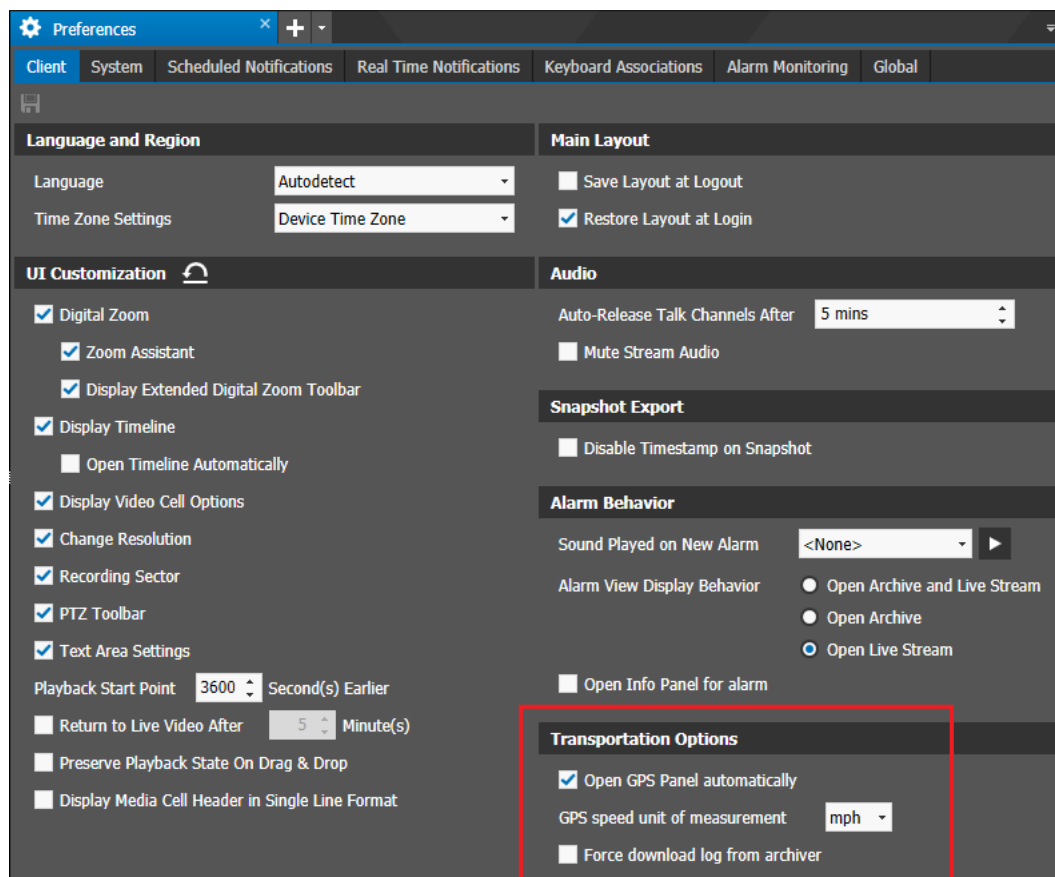 Preferences
Client System Scheduled Notifications Real Time Notifications Keyboard Associations Alarm Monitoring Global
Language and Region
Language Autodetect
Time Zone Settings Device Time Zone
UI Customization
Digital Zoom
Zoom Assistant
Display Extended Digital Zoom Toolbar
Display Timeline
Open Timeline Automatically
Display Video Cell Options
Change Resolution
Recording Sector
PTZ Toolbar
Text Area Settings
Playback Start Point 3600 Second(s) Earlier
Return to Live Video After 5 Minute(s)
Preserve Playback State On Drag & Drop
Display Media Cell Header in Single Line Format
Main Layout
Save Layout at Logout
Restore Layout at Login
Audio
Auto-Release Talk Channels After 5 mins
Mute Stream Audio
Snapshot Export
Disable Timestamp on Snapshot
Alarm Behavior
Sound Played on New Alarm <None>
Alarm View Display Behavior Open Archive and Live Stream
Open Archive
Open Live Stream
Open Info Panel for alarm
Transportation Options
Open GPS Panel automatically
GPS speed unit of measurement mph
Force download log from archiver